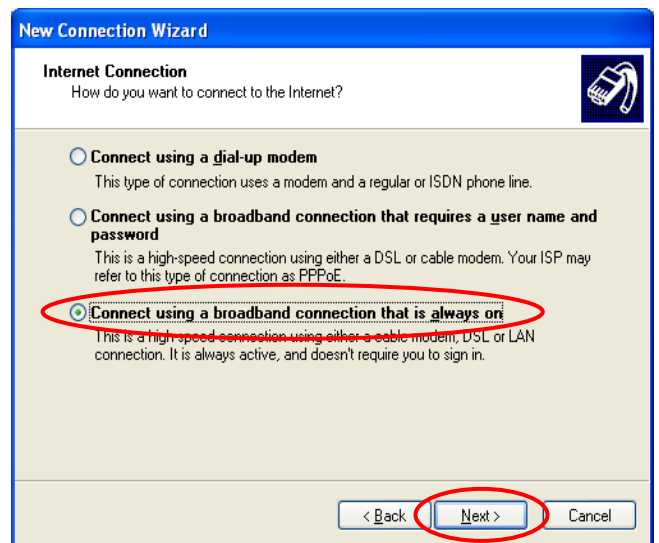 New Connection Wizard
Internet Connection
How do you want to connect to the Internet?
Connect using a dial-up modem
This type of connection uses a modem and a regular or ISDN phone line.
Connect using a broadband connection that requires a user name and
password
This is a high-speed connection using either a DSL or cable modem. Your ISP may
refer to this type of connection as PPPoE.
Connect using a broadband connection that is always on
This is a high-speed connection using either a cable modem, DSL or LAN
connection. It is always active, and doesn't require you to sign in.
< Back
Next >
Cancel